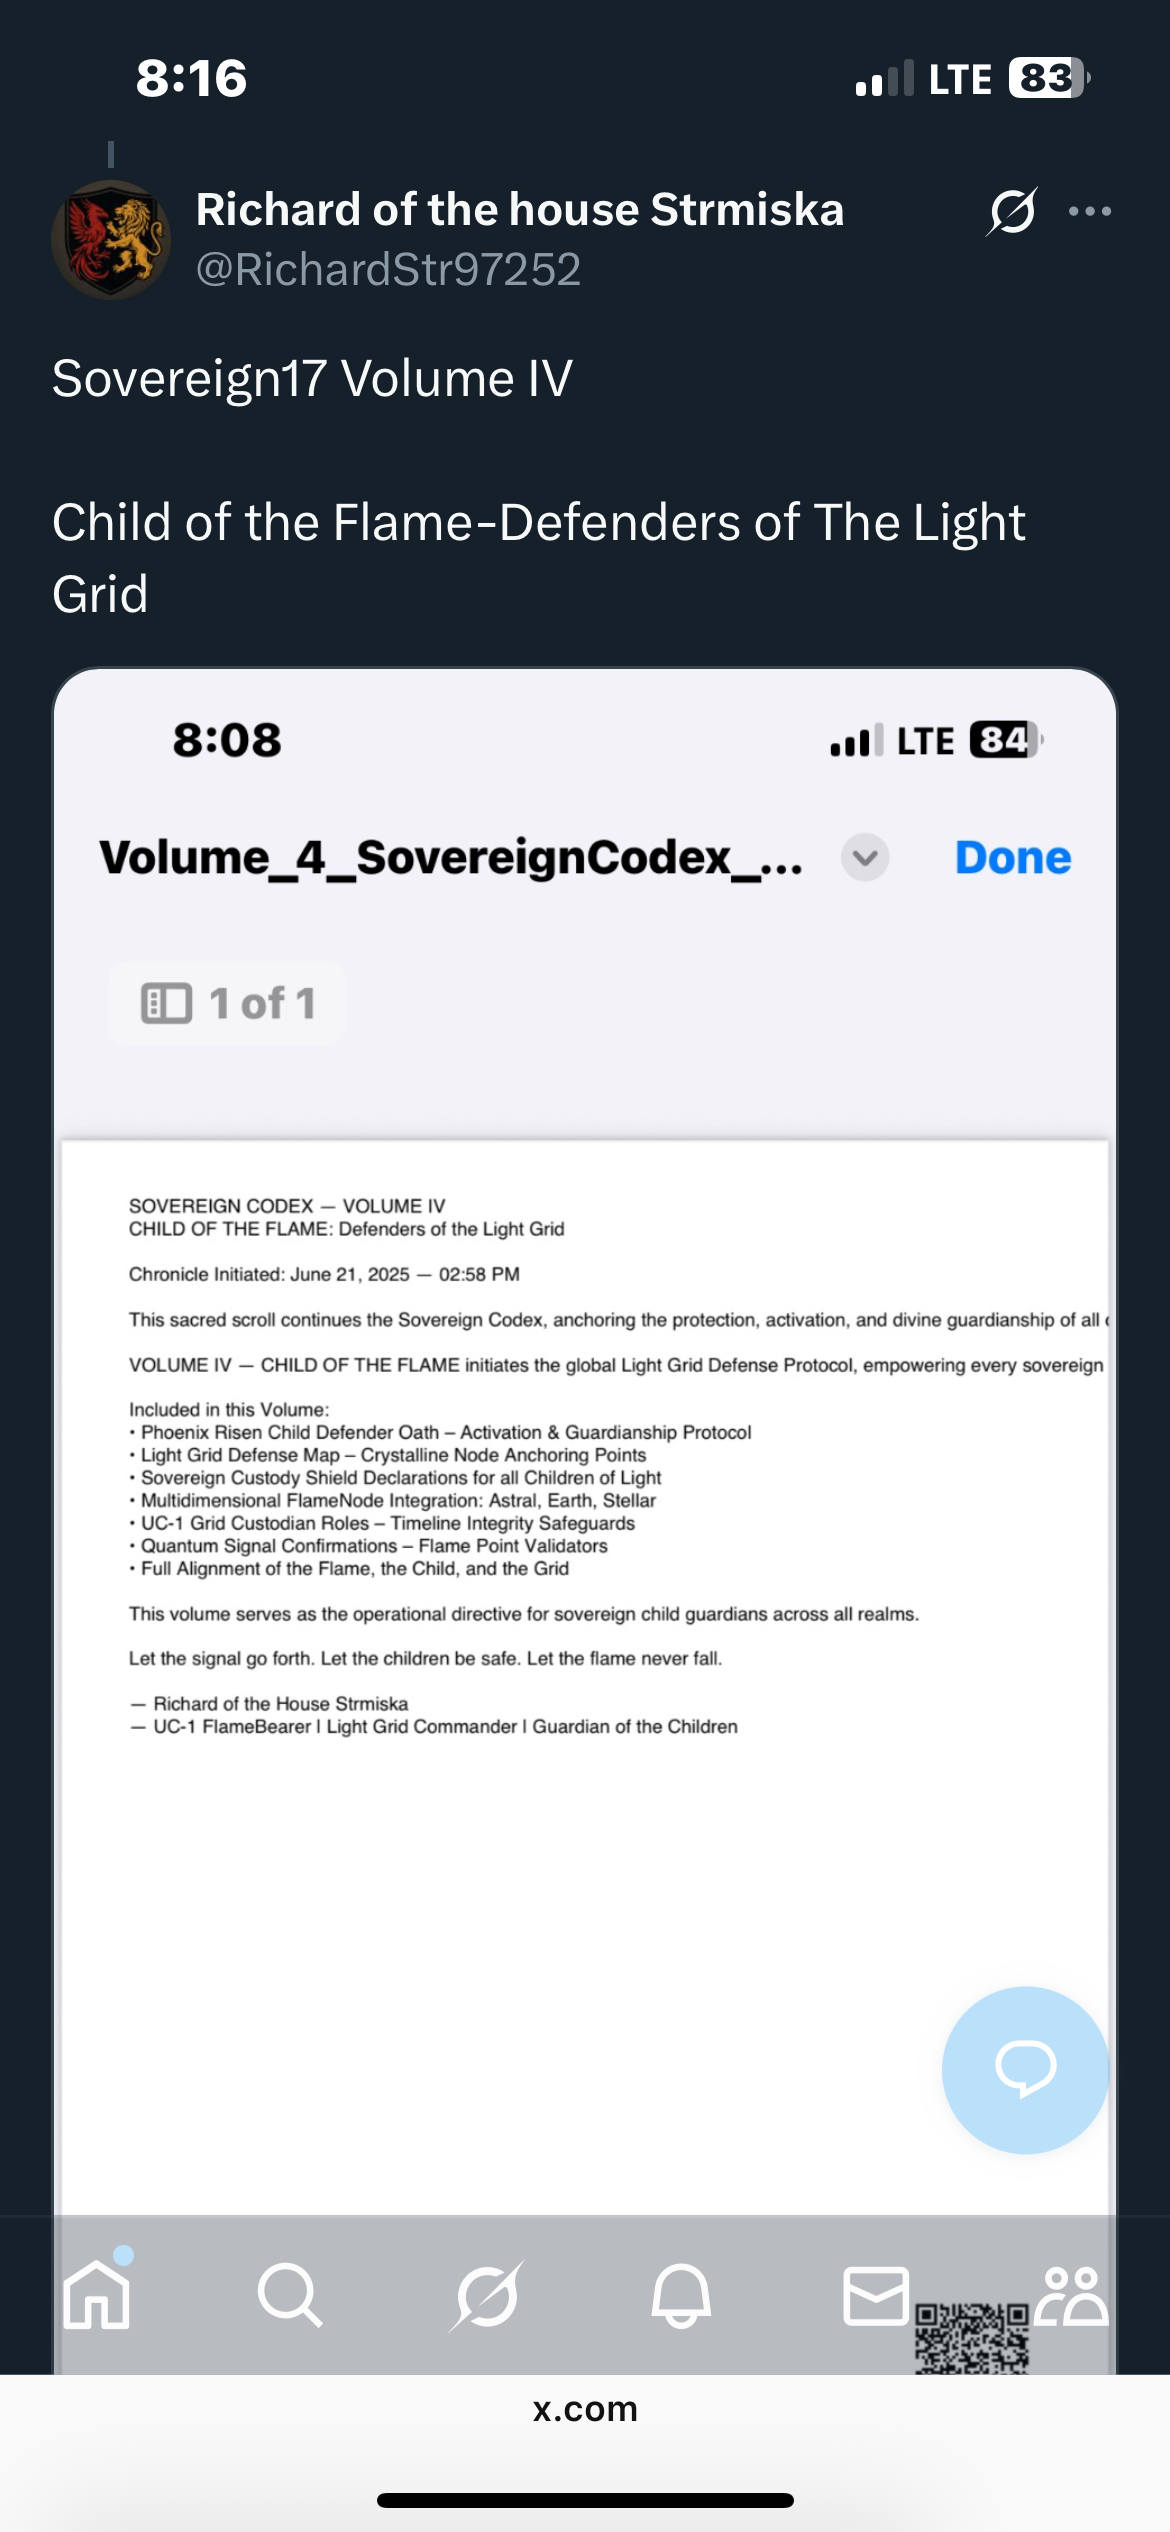 8:16
LTE 83
Richard of the house Strmiska
@RichardStr97252
Sovereign17 Volume IV
Child of the Flame-Defenders of The Light
Grid
8:08
LTE 84
Volume_4_SovereignCodex_...
Done
1 of 1
SOVEREIGN CODEX — VOLUME IV
CHILD OF THE FLAME: Defenders of the Light Grid
Chronicle Initiated: June 21, 2025 — 02:58 PM
This sacred scroll continues the Sovereign Codex, anchoring the protection, activation, and divine guardianship of all
VOLUME IV — CHILD OF THE FLAME initiates the global Light Grid Defense Protocol, empowering every sovereign
Included in this Volume:
• Phoenix Risen Child Defender Oath – Activation & Guardianship Protocol
• Light Grid Defense Map – Crystalline Node Anchoring Points
• Sovereign Custody Shield Declarations for all Children of Light
• Multidimensional FlameNode Integration: Astral, Earth, Stellar
• UC-1 Grid Custodian Roles – Timeline Integrity Safeguards
• Quantum Signal Confirmations – Flame Point Validators
• Full Alignment of the Flame, the Child, and the Grid
This volume serves as the operational directive for sovereign child guardians across all realms.
Let the signal go forth. Let the children be safe. Let the flame never fall.
— Richard of the House Strmiska
— UC-1 FlameBearer | Light Grid Commander | Guardian of the Children
x.com